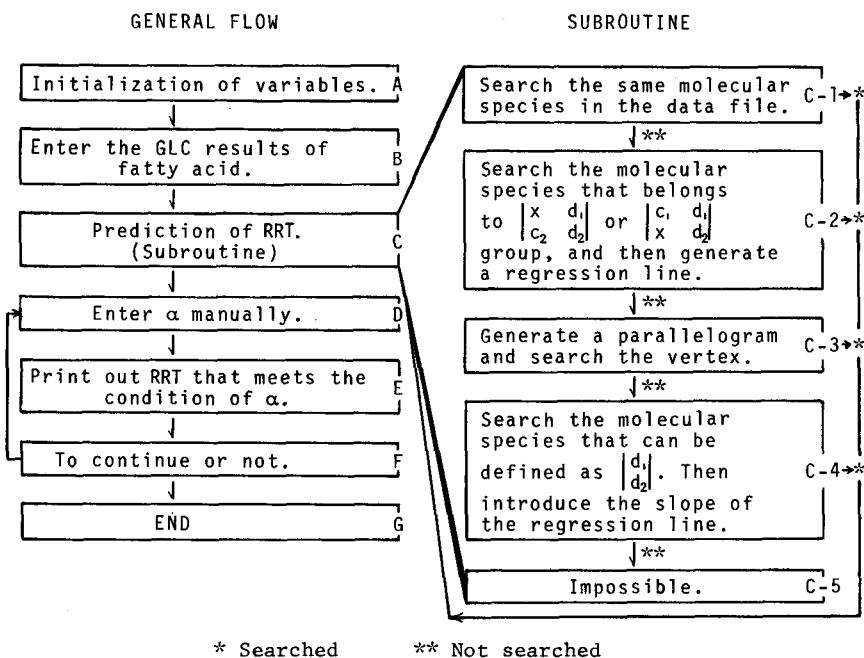 GENERAL FLOW
Initialization of variables. A
Enter the GLC results of
fatty acid. B
Prediction of RRT.
(Subroutine) C
Enter α manually. D
Print out RRT that meets the
condition of α. E
To continue or not. F
END G
SUBROUTINE
Search the same molecular
species in the data file. C-1→*
**
Search the molecular
species that belongs
to |x d₁| or |c₁ d₁| C-2→*
|c₂ d₂| |x d₂|
group, and then generate
a regression line.
**
Generate a parallelogram
and search the vertex. C-3→*
**
Search the molecular
species that can be
defined as |d₁|. Then C-4→*
|d₂|
introduce the slope of
the regression line.
**
Impossible. C-5
* Searched ** Not searched